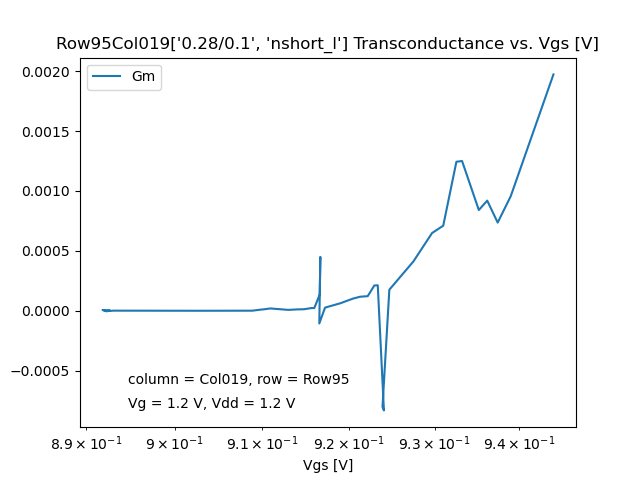 Row95Col019['0.28/0.1', 'nshort_l'] Transconductance vs. Vgs [V]
Gm
0.0020
0.0015
0.0010
0.0005
0.0000
−0.0005
column = Col019, row = Row95
Vg = 1.2 V, Vdd = 1.2 V
8.9 × 10⁻¹ 9 × 10⁻¹ 9.1 × 10⁻¹ 9.2 × 10⁻¹ 9.3 × 10⁻¹ 9.4 × 10⁻¹
Vgs [V]